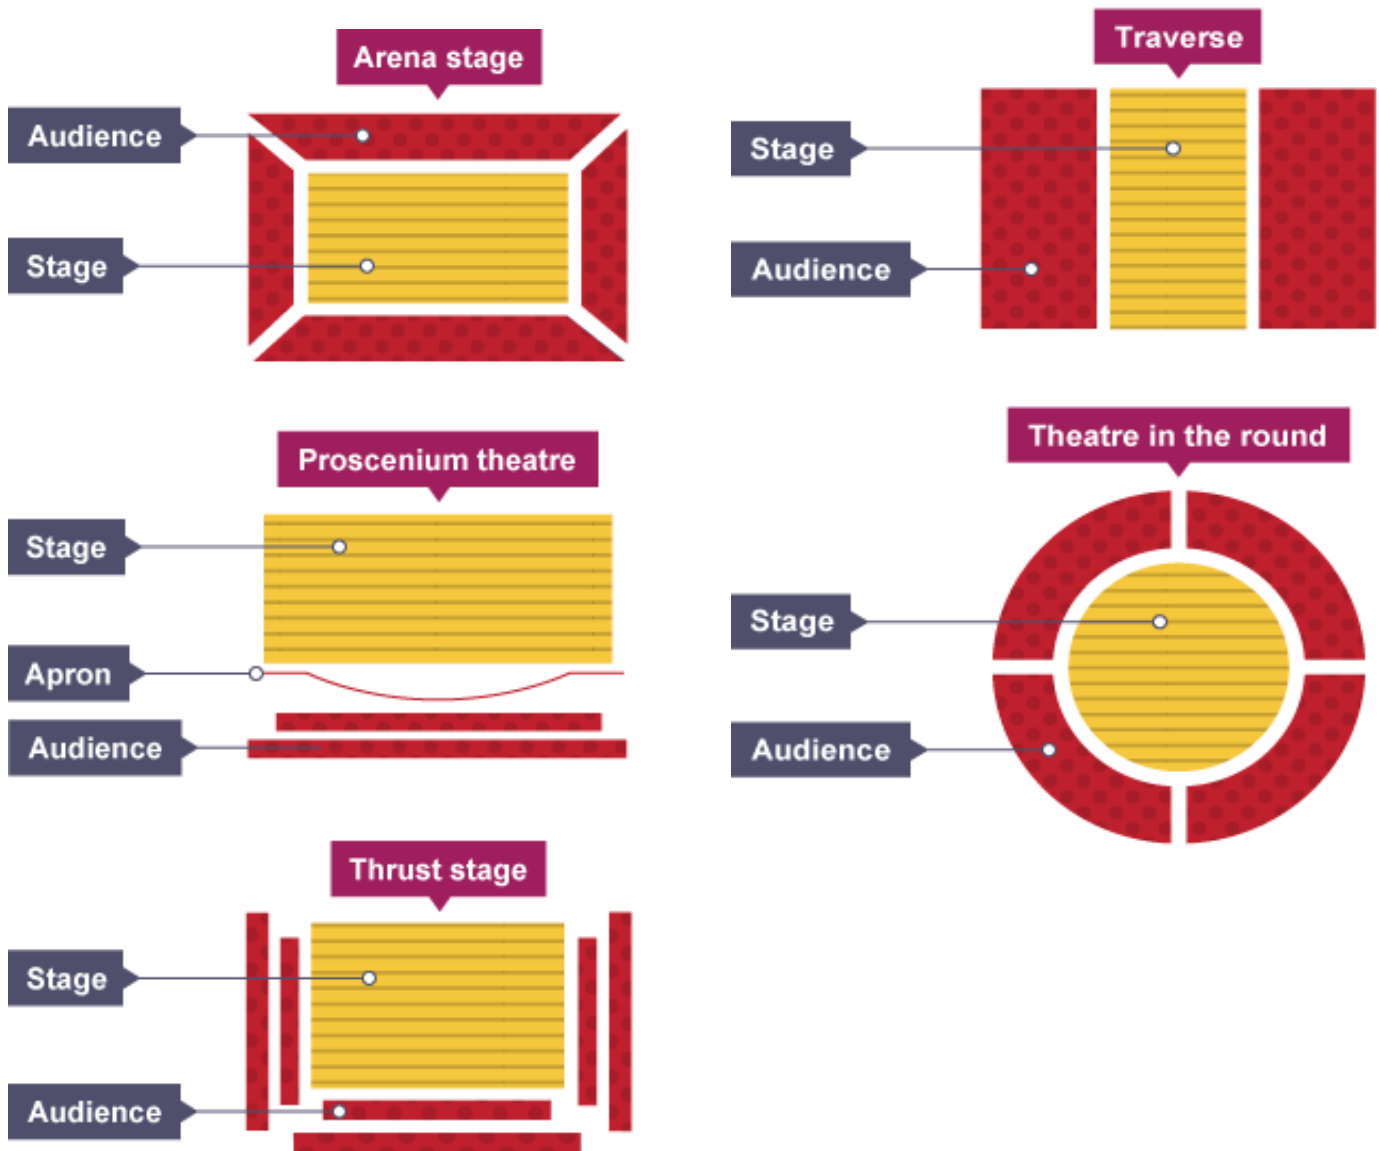 Arena stage
Audience
Stage
Traverse
Stage
Audience
Proscenium theatre
Stage
Apron
Audience
Theatre in the round
Stage
Audience
Thrust stage
Stage
Audience